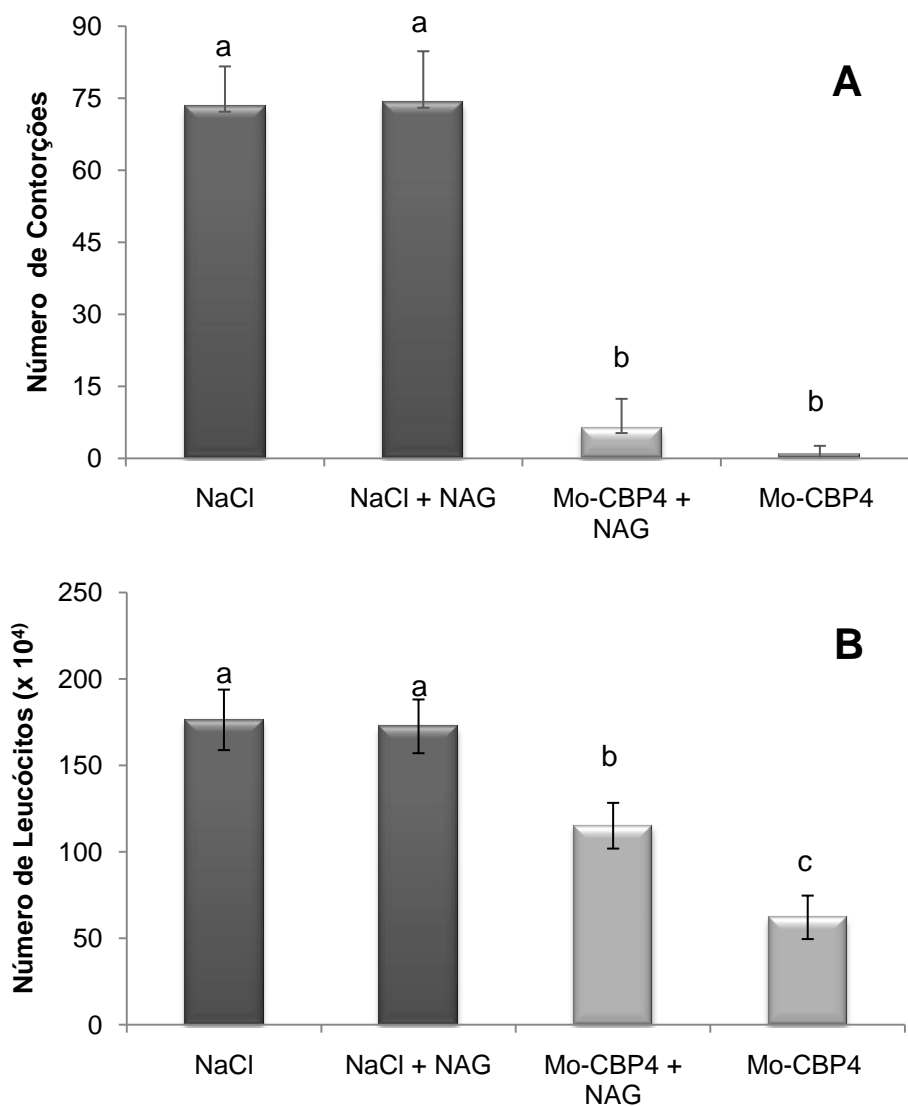 90
75
60
45
30
15
0
Número de Contorções
a
a
b
b
A
NaCl
NaCl + NAG
Mo-CBP4 +
NAG
Mo-CBP4
250
200
150
100
50
0
Número de Leucócitos (x 10⁴⁾
a
a
b
c
B
NaCl
NaCl + NAG
Mo-CBP4 +
NAG
Mo-CBP4